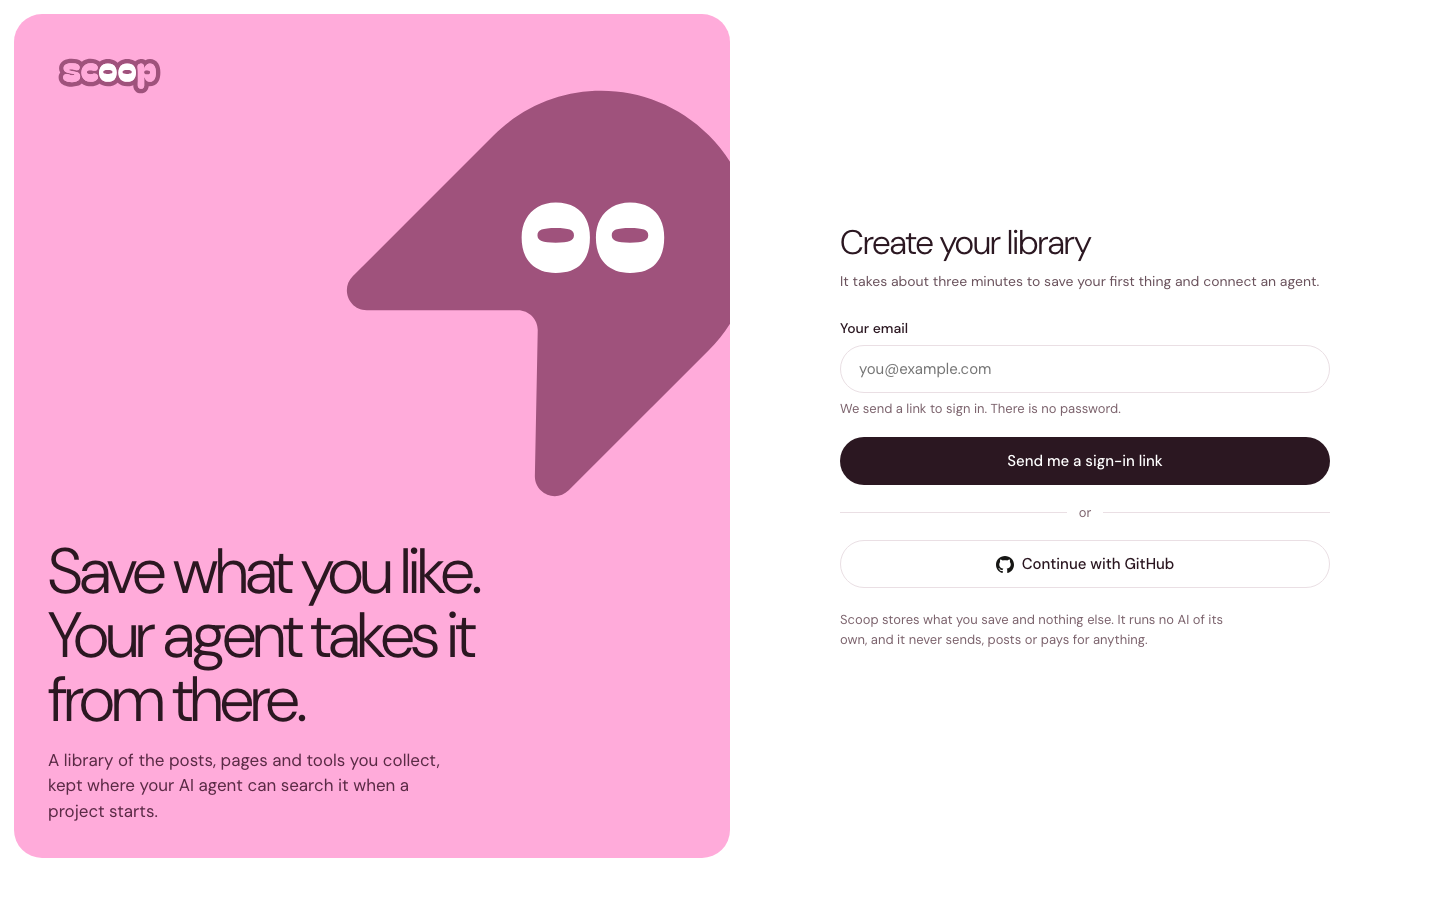 scoop
Save what you like.
Your agent takes it
from there.
A library of the posts, pages and tools you collect,
kept where your AI agent can search it when a
project starts.
Create your library
It takes about three minutes to save your first thing and connect an agent.
Your email
you@example.com
We send a link to sign in. There is no password.
Send me a sign-in link
or
Continue with GitHub
Scoop stores what you save and nothing else. It runs no AI of its
own, and it never sends, posts or pays for anything.